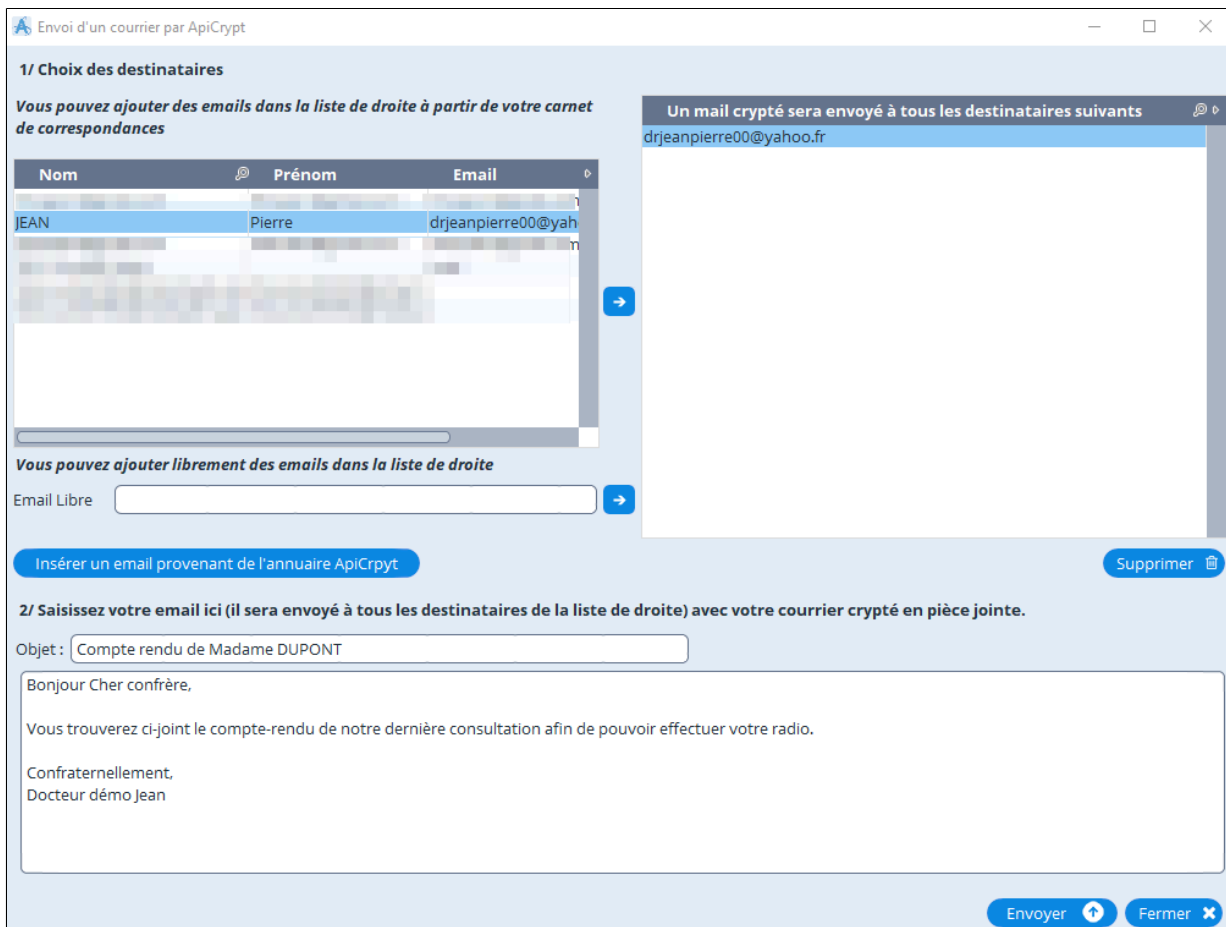 Envoi d'un courrier par ApiCrypt
1/ Choix des destinataires
Vous pouvez ajouter des emails dans la liste de droite à partir de votre carnet
de correspondances
Nom Prénom Email
JEAN Pierre drjeanpierre00@yah
Vous pouvez ajouter librement des emails dans la liste de droite
Email Libre
Insérer un email provenant de l'annuaire ApiCrpyt
Un mail crypté sera envoyé à tous les destinataires suivants
drjeanpierre00@yahoo.fr
Supprimer
2/ Saisissez votre email ici (il sera envoyé à tous les destinataires de la liste de droite) avec votre courrier crypté en pièce jointe.
Objet : Compte rendu de Madame DUPONT
Bonjour Cher confrère,
Vous trouverez ci-joint le compte-rendu de notre dernière consultation afin de pouvoir effectuer votre radio.
Confraternellement,
Docteur démo Jean
Envoyer Fermer